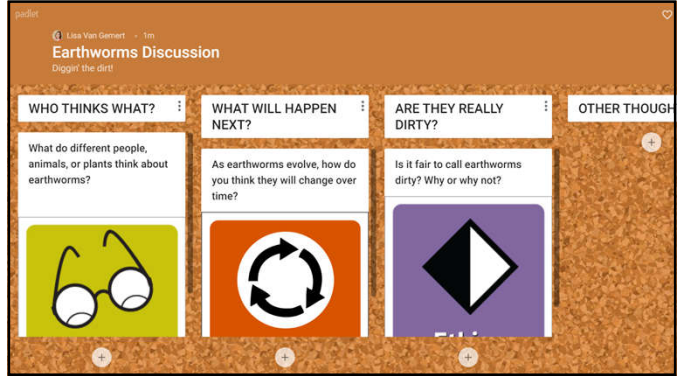 padlet
Lisa Van Gemert • 1m
Earthworms Discussion
Diggin' the dirt!
WHO THINKS WHAT?
What do different people,
animals, or plants think about
earthworms?
WHAT WILL HAPPEN
NEXT?
As earthworms evolve, how do
you think they will change over
time?
ARE THEY REALLY
DIRTY?
Is it fair to call earthworms
dirty? Why or why not?
OTHER THOUGH